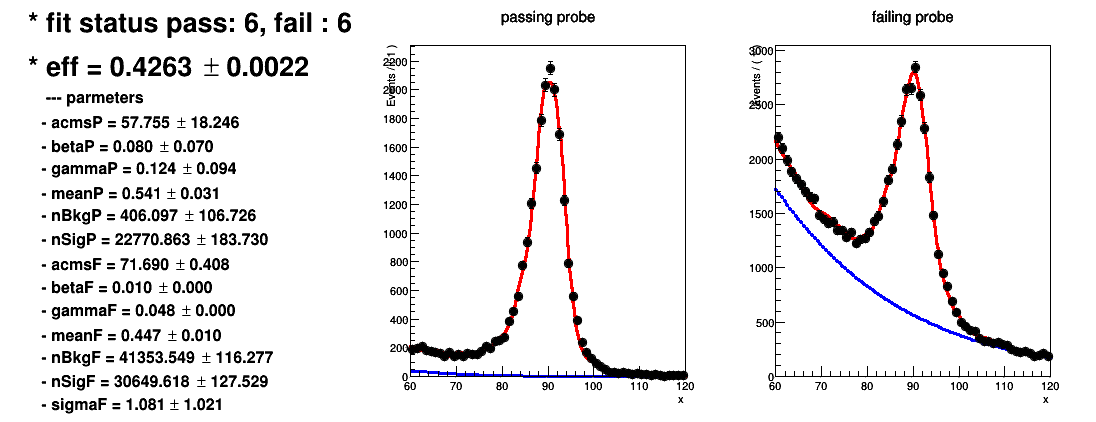 * fit status pass: 6, fail : 6
* eff = 0.4263 ± 0.0022
--- parmeters
- acmsP = 57.755 ± 18.246
- betaP = 0.080 ± 0.070
- gammaP = 0.124 ± 0.094
- meanP = 0.541 ± 0.031
- nBkgP = 406.097 ± 106.726
- nSigP = 22770.863 ± 183.730
- acmsF = 71.690 ± 0.408
- betaF = 0.010 ± 0.000
- gammaF = 0.048 ± 0.000
- meanF = 0.447 ± 0.010
- nBkgF = 41353.549 ± 116.277
- nSigF = 30649.618 ± 127.529
- sigmaF = 1.081 ± 1.021
passing probe
2200
2000
1800
1600
1400
1200
1000
800
600
400
200
0
60 70 80 90 100 110 120
x
failing probe
3000
2500
2000
1500
1000
500
0
60 70 80 90 100 110 120
x